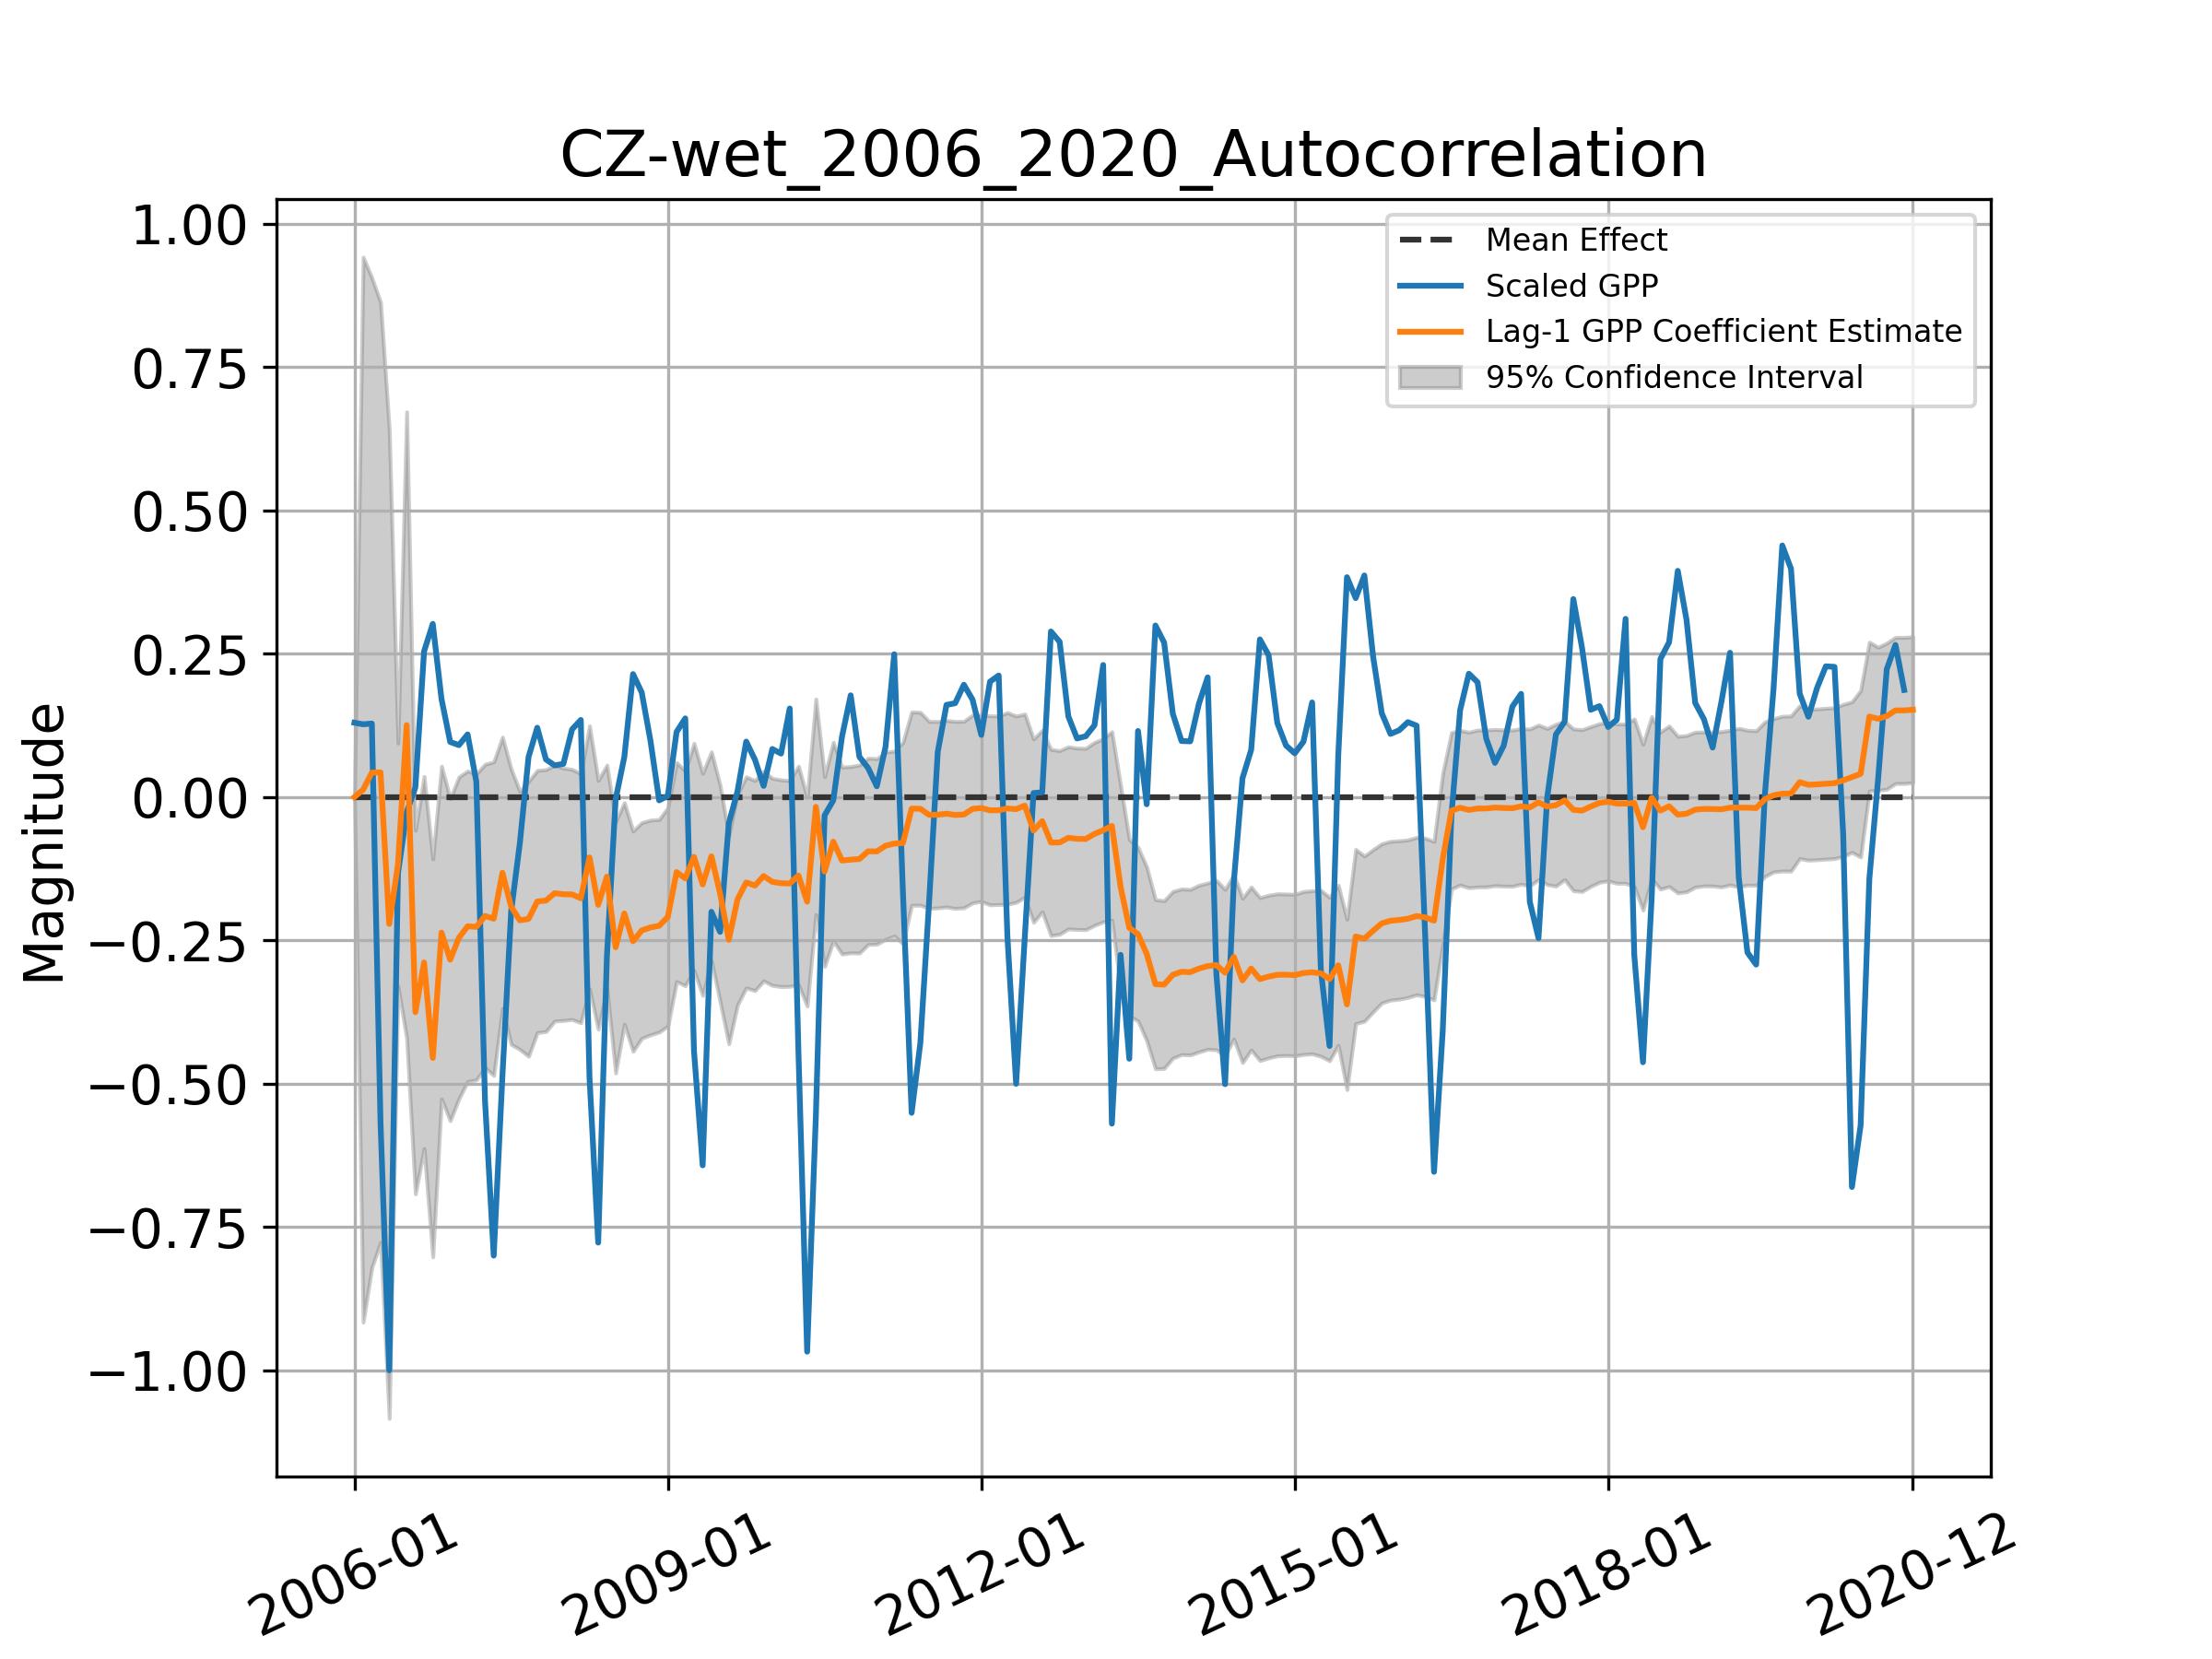 CZ-wet_2006_2020_Autocorrelation
Mean Effect
Scaled GPP
Lag-1 GPP Coefficient Estimate
95% Confidence Interval
Magnitude
1.00
0.75
0.50
0.25
0.00
−0.25
−0.50
−0.75
−1.00
2006-01
2009-01
2012-01
2015-01
2018-01
2020-12